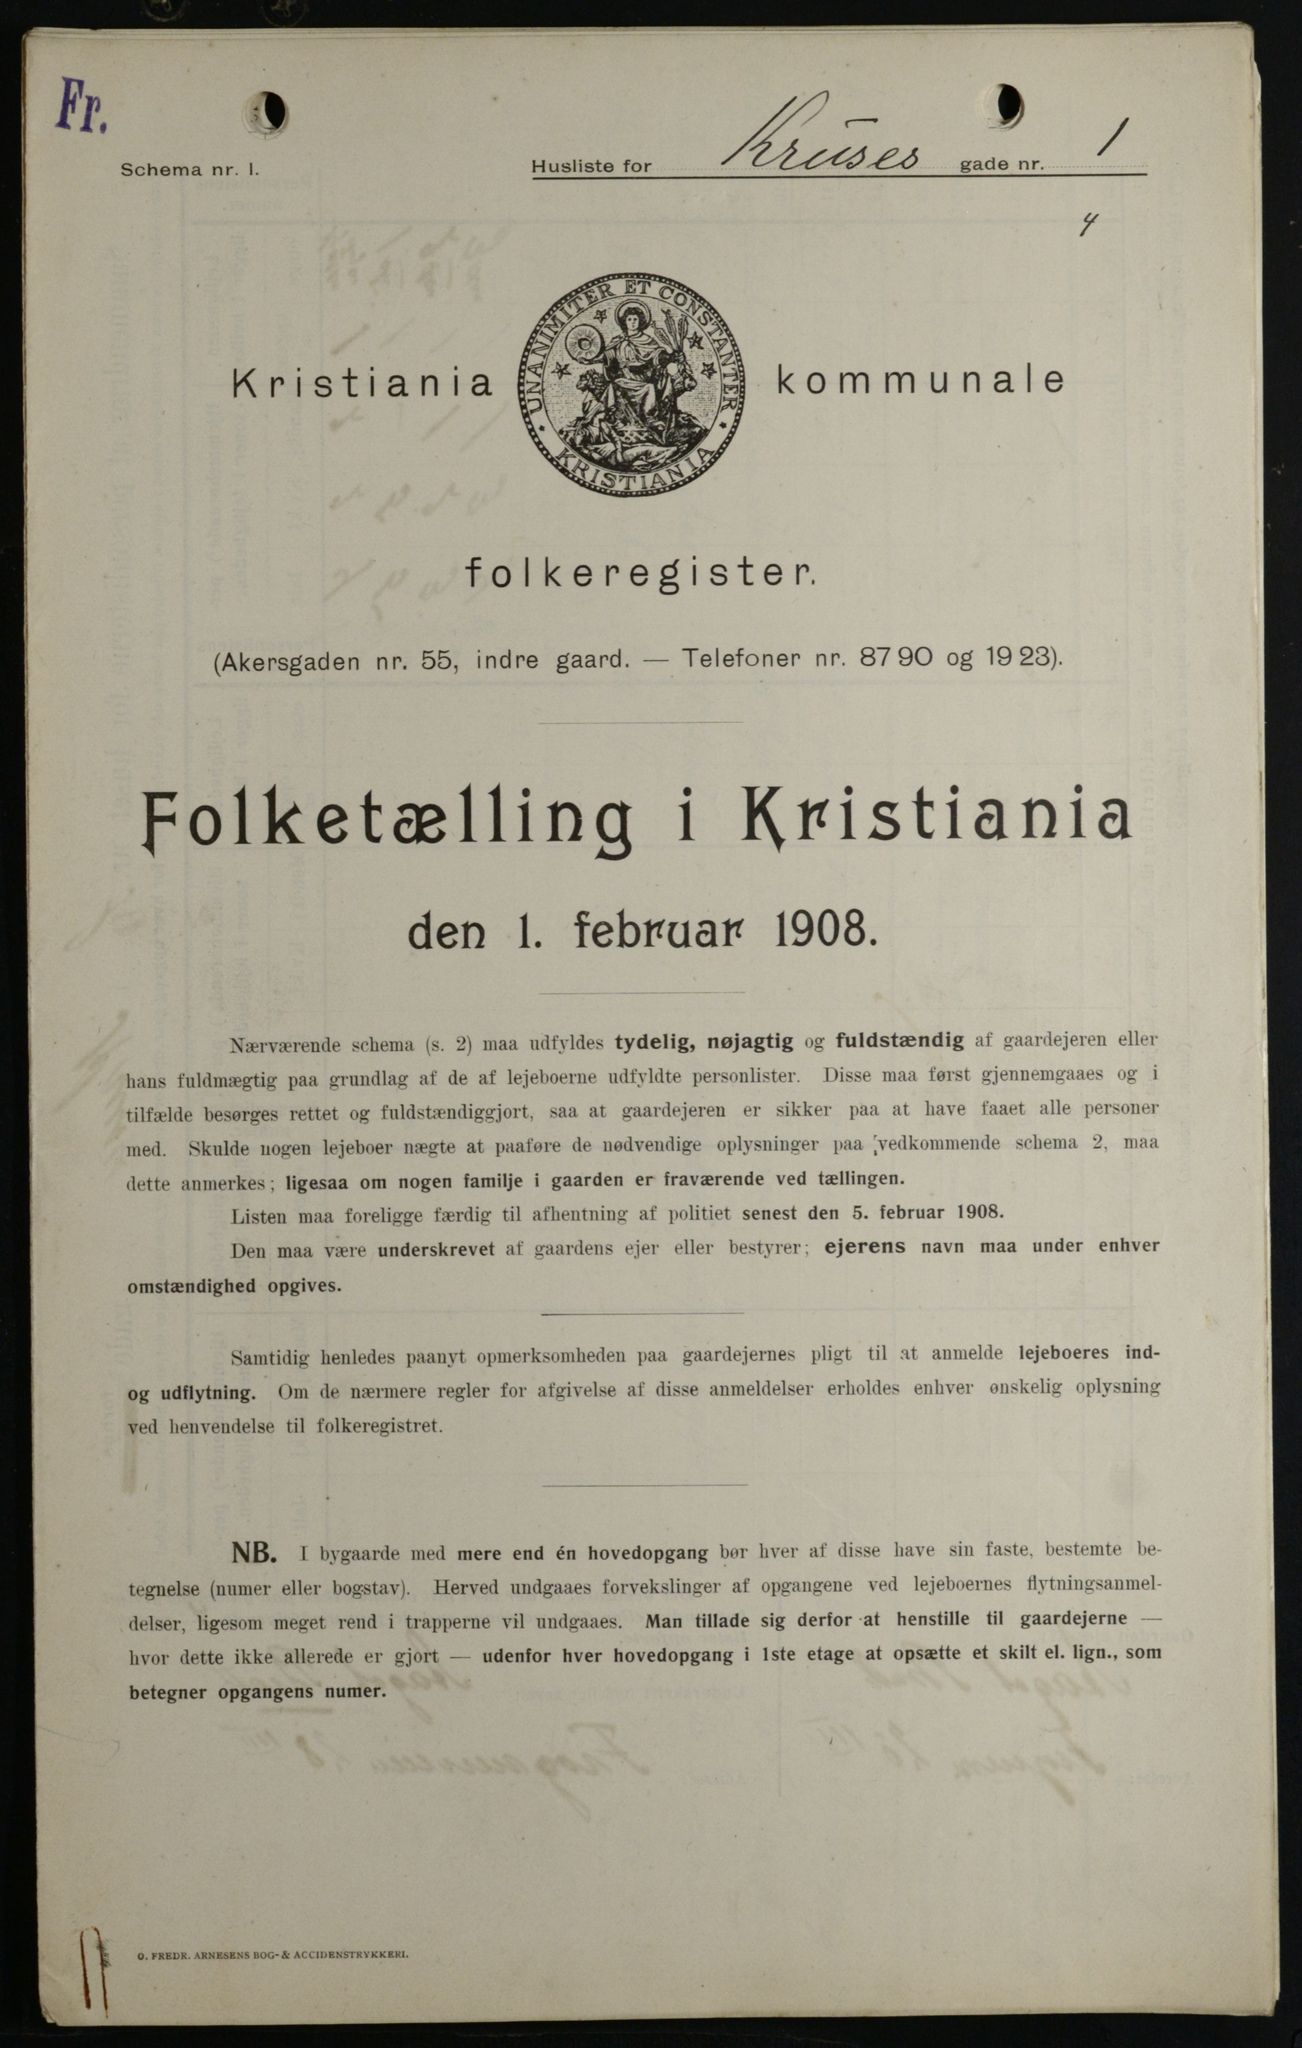 Fr.
Schema nr. 1.
Husliste for Kruses gade nr. 1
4
UNANIMITER ET CONSTANTER
KRISTIANIA
Kristiania kommunale
folkeregister.
(Akersgaden nr. 55, indre gaard. — Telefoner nr. 87 90 og 19 23).
Folketælling i Kristiania
den 1. februar 1908.
Nærværende schema (s. 2) maa udfyldes tydelig, nøjagtig og fuldstændig af gaardejeren eller
hans fuldmægtig paa grundlag af de af lejeboerne udfyldte personlister. Disse maa først gjennemgaaes og i
tilfælde besørges rettet og fuldstændiggjort, saa at gaardejeren er sikker paa at have faaet alle personer
med. Skulde nogen lejeboer nægte at paaføre de nødvendige oplysninger paa vedkommende schema 2, maa
dette anmerkes; ligesaa om nogen familje i gaarden er fraværende ved tællingen.
Listen maa foreligge færdig til afhentning af politiet senest den 5. februar 1908.
Den maa være underskrevet af gaardens ejer eller bestyrer; ejerens navn maa under enhver
omstændighed opgives.
Samtidig henledes paanyt opmerksomheden paa gaardejernes pligt til at anmelde lejeboeres ind-
og udflytning. Om de nærmere regler for afgivelse af disse anmeldelser erholdes enhver ønskelig oplysning
ved henvendelse til folkeregistret.
NB. I bygaarde med mere end én hovedopgang bør hver af disse have sin faste, bestemte be-
tegnelse (numer eller bogstav). Herved undgaaes forvekslinger af opgangene ved lejeboernes flytningsanmel-
delser, ligesom meget rend i trapperne vil undgaaes. Man tillade sig derfor at henstille til gaardejerne —
hvor dette ikke allerede er gjort — udenfor hver hovedopgang i 1ste etage at opsætte et skilt el. lign., som
betegner opgangens numer.
O. FREDR. ARNESENS BOG- & ACCIDENSTRYKKERI.